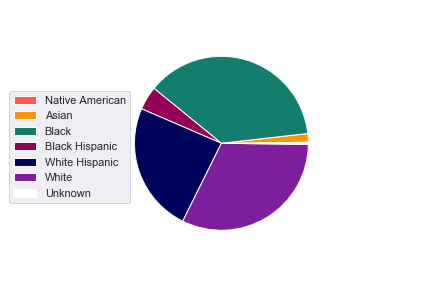 Native American
Asian
Black
Black Hispanic
White Hispanic
White
Unknown